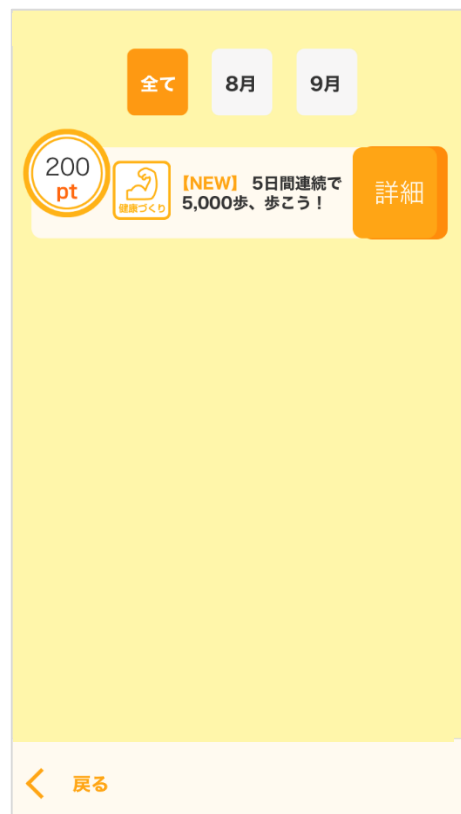 全て 8月 9月
200
pt
健康づくり
【NEW】 5日間連続で
5,000歩、歩こう！
詳細
戻る